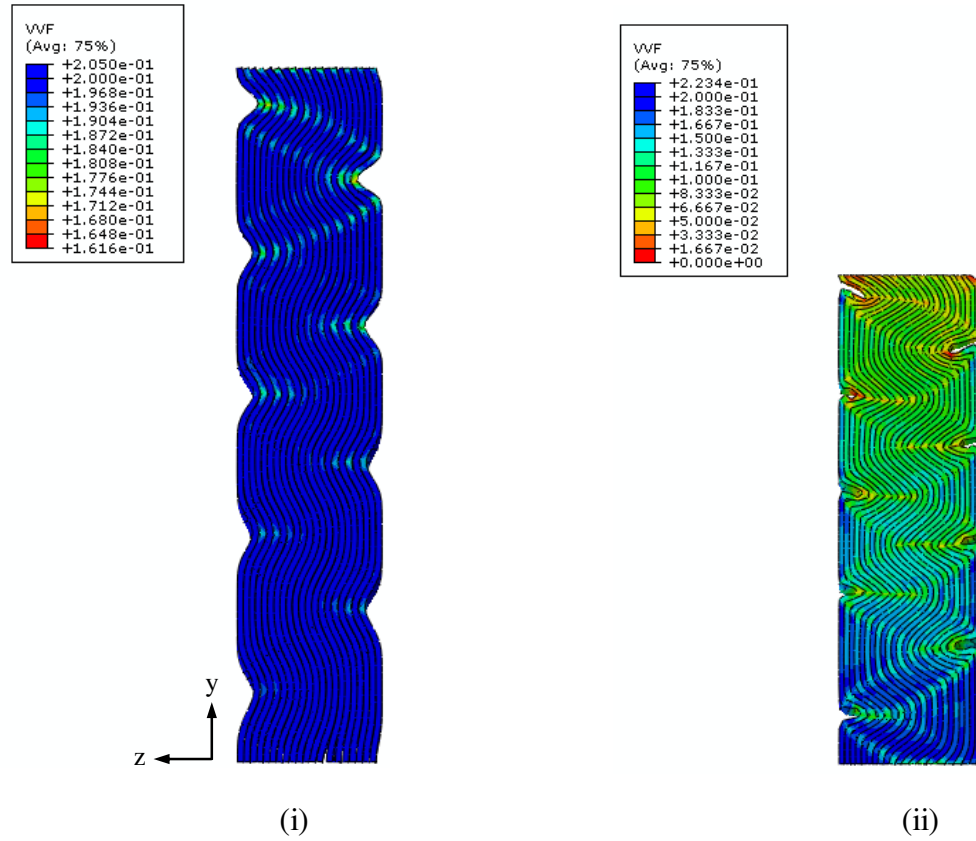 VVF
(Avg: 75%)
+2.050e-01
+2.000e-01
+1.968e-01
+1.936e-01
+1.904e-01
+1.872e-01
+1.840e-01
+1.808e-01
+1.776e-01
+1.744e-01
+1.712e-01
+1.680e-01
+1.648e-01
+1.616e-01
VVF
(Avg: 75%)
+2.234e-01
+2.000e-01
+1.833e-01
+1.667e-01
+1.500e-01
+1.333e-01
+1.167e-01
+1.000e-01
+8.333e-02
+6.667e-02
+5.000e-02
+3.333e-02
+1.667e-02
+0.000e+00
y
z
(i)
(ii)